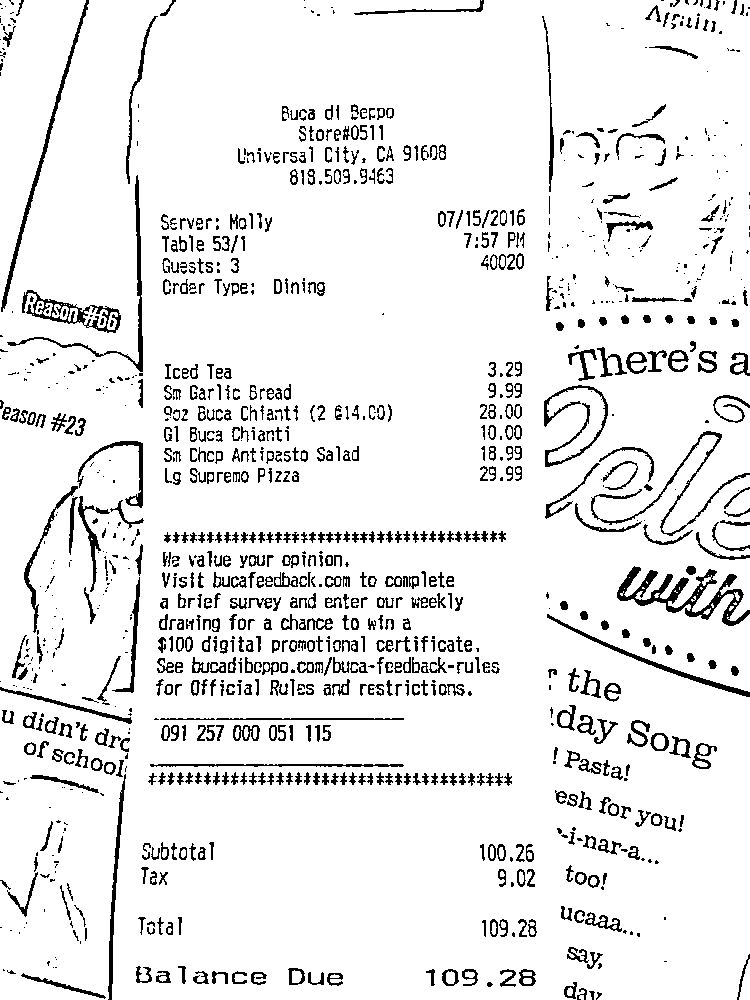 Again.
Buca di Beppo
Store#0511
Universal City, CA 91608
818.509.9463
Server: Molly 07/15/2016
Table 53/1 7:57 PM
Guests: 3 40020
Order Type: Dining
Iced Tea 3.29
Sm Garlic Bread 9.99
9oz Buca Chianti (2 @14.00) 28.00
Gl Buca Chianti 10.00
Sm Chop Antipasto Salad 18.99
Lg Supremo Pizza 29.99
****************************************
We value your opinion.
Visit bucafeedback.com to complete
a brief survey and enter our weekly
drawing for a chance to win a
$100 digital promotional certificate.
See bucadibeppo.com/buca-feedback-rules
for Official Rules and restrictions.
091 257 000 051 115
****************************************
Subtotal 100.26
Tax 9.02
Total 109.28
Balance Due 109.28
Reason #66
Reason #23
u didn't dro
of school
There's a
Cele
with
r the
day Song
! Pasta!
esh for you!
-i-nar-a...
too!
ucaaa...
say,
day